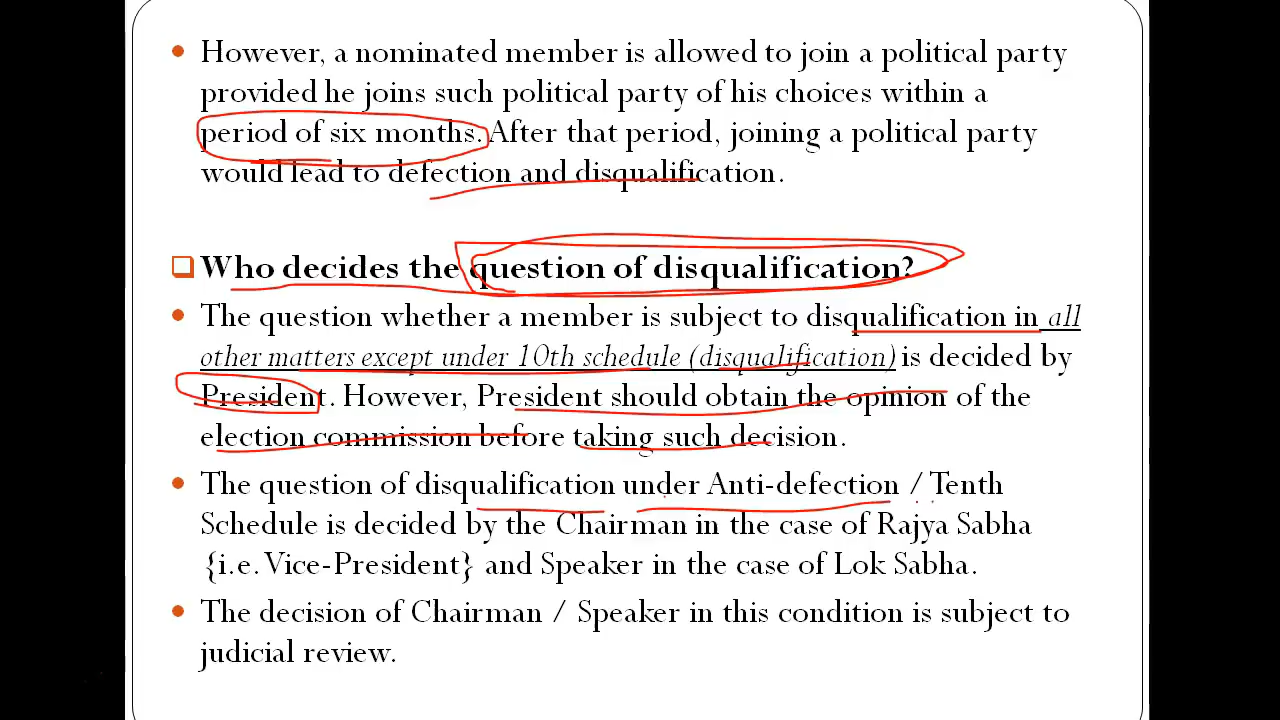 However, a nominated member is allowed to join a political party
provided he joins such political party of his choices within a
period of six months. After that period, joining a political party
would lead to defection and disqualification.
Who decides the question of disqualification?
The question whether a member is subject to disqualification in all
other matters except under 10th schedule (disqualification) is decided by
President. However, President should obtain the opinion of the
election commission before taking such decision.
The question of disqualification under Anti-defection / Tenth
Schedule is decided by the Chairman in the case of Rajya Sabha
{i.e. Vice-President} and Speaker in the case of Lok Sabha.
The decision of Chairman / Speaker in this condition is subject to
judicial review.